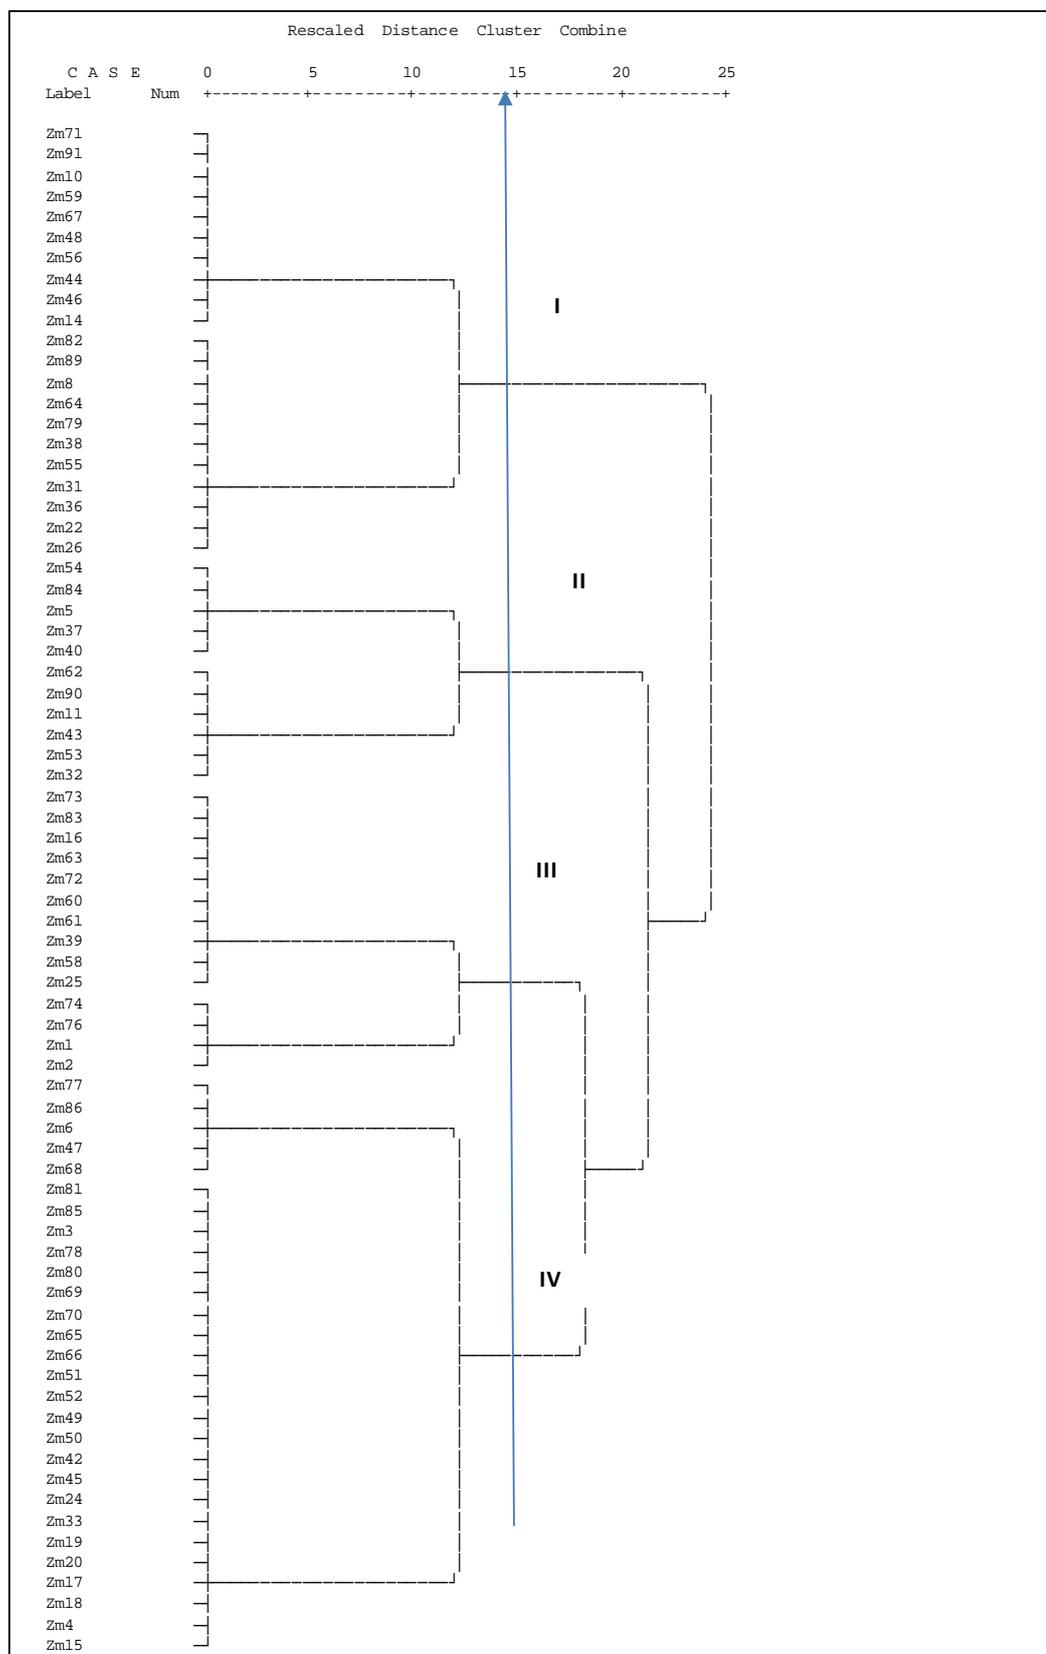 Rescaled Distance Cluster Combine
C A S E 0 5 10 15 20 25
Label Num +---------+---------+---------+---------+---------+
Zm71
Zm91
Zm10
Zm59
Zm67
Zm48
Zm56
Zm44
Zm46
I
Zm14
Zm82
Zm89
Zm8
Zm64
Zm79
Zm38
Zm55
Zm31
Zm36
Zm22
Zm26
Zm54
II
Zm84
Zm5
Zm37
Zm40
Zm62
Zm90
Zm11
Zm43
Zm53
Zm32
Zm73
Zm83
Zm16
Zm63
III
Zm72
Zm60
Zm61
Zm39
Zm58
Zm25
Zm74
Zm76
Zm1
Zm2
Zm77
Zm86
Zm6
Zm47
Zm68
Zm81
Zm85
Zm3
Zm78
Zm80
IV
Zm69
Zm70
Zm65
Zm66
Zm51
Zm52
Zm49
Zm50
Zm42
Zm45
Zm24
Zm33
Zm19
Zm20
Zm17
Zm18
Zm4
Zm15